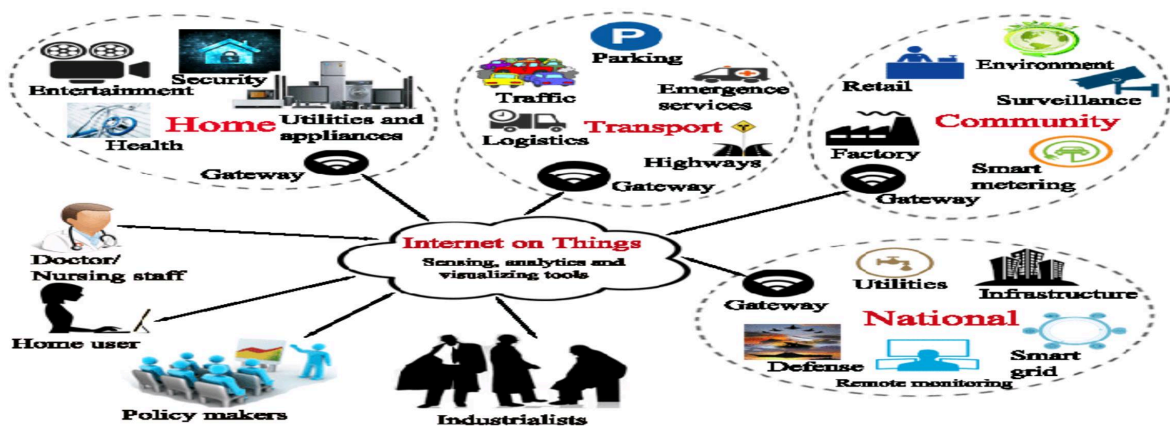 Entertainment
Security
Health
Home
Utilities and
appliances
Gateway
P
Parking
Traffic
Emergence
services
Logistics
Transport
Highways
Gateway
Retail
Environment
Surveillance
Community
Factory
Smart
metering
Gateway
Doctor/
Nursing staff
Internet on Things
Sensing, analytics and
visualizing tools
Home user
Policy makers
Industrialists
Gateway
Utilities
Infrastructure
National
Defense
Remote monitoring
Smart
grid